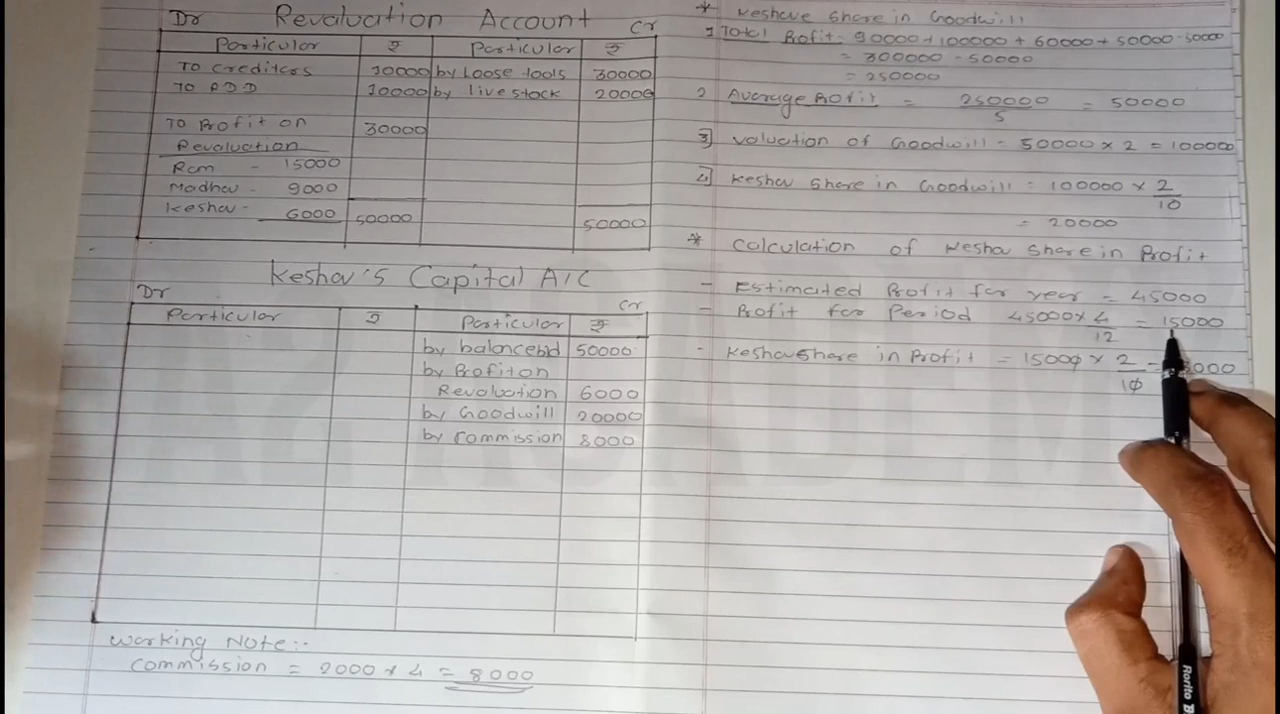 Dr Revaluation Account Cr
Particular ₹ Particular ₹
To Creditors 10000 by Loose tools 30000
To RDD 10000 by live stock 20000
To Profit on 30000
Revaluation
Ram - 15000
Madhav - 9000
Keshav - 6000 50000 50000
Keshav's Capital A/C
Dr Cr
Particular ₹ Particular ₹
by balance b/d 50000
by Profit on
Revaluation 6000
by Goodwill 20000
by Commission 8000
Working Note:-
Commission = 2000 × 4 = 8000
* Keshave share in Goodwill
1 Total Profit = 90000 + 100000 + 60000 + 50000 - 50000
= 300000 - 50000
= 250000
2 Average Profit = 250000 / 5 = 50000
3] valuation of Goodwill = 50000 × 2 = 100000
4] Keshav share in Goodwill = 100000 × 2 / 10
= 20000
* Calculation of Keshav share in Profit
- Estimated Profit for year = 45000
- Profit for Period 45000 × 4 / 12 = 15000
- Keshav share in Profit = 15000 × 2 / 10 = 3000
Rorito